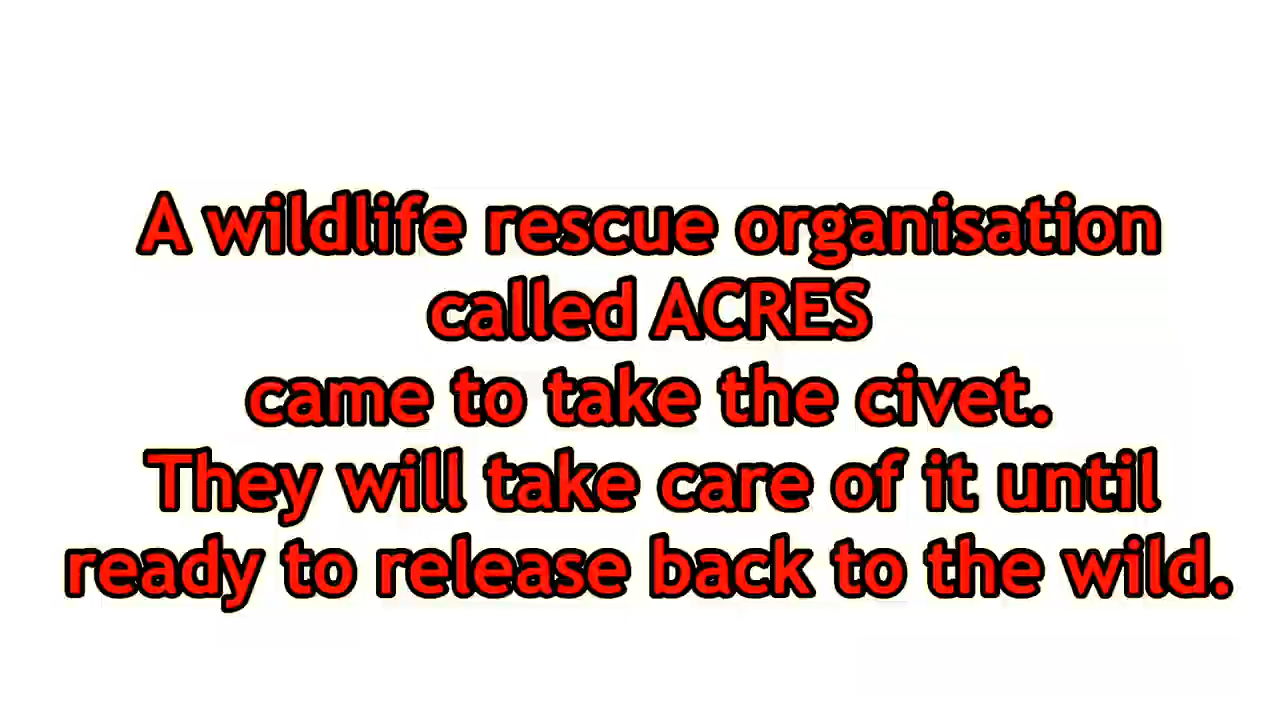 A wildlife rescue organisation
called ACRES
came to take the civet.
They will take care of it until
ready to release back to the wild.